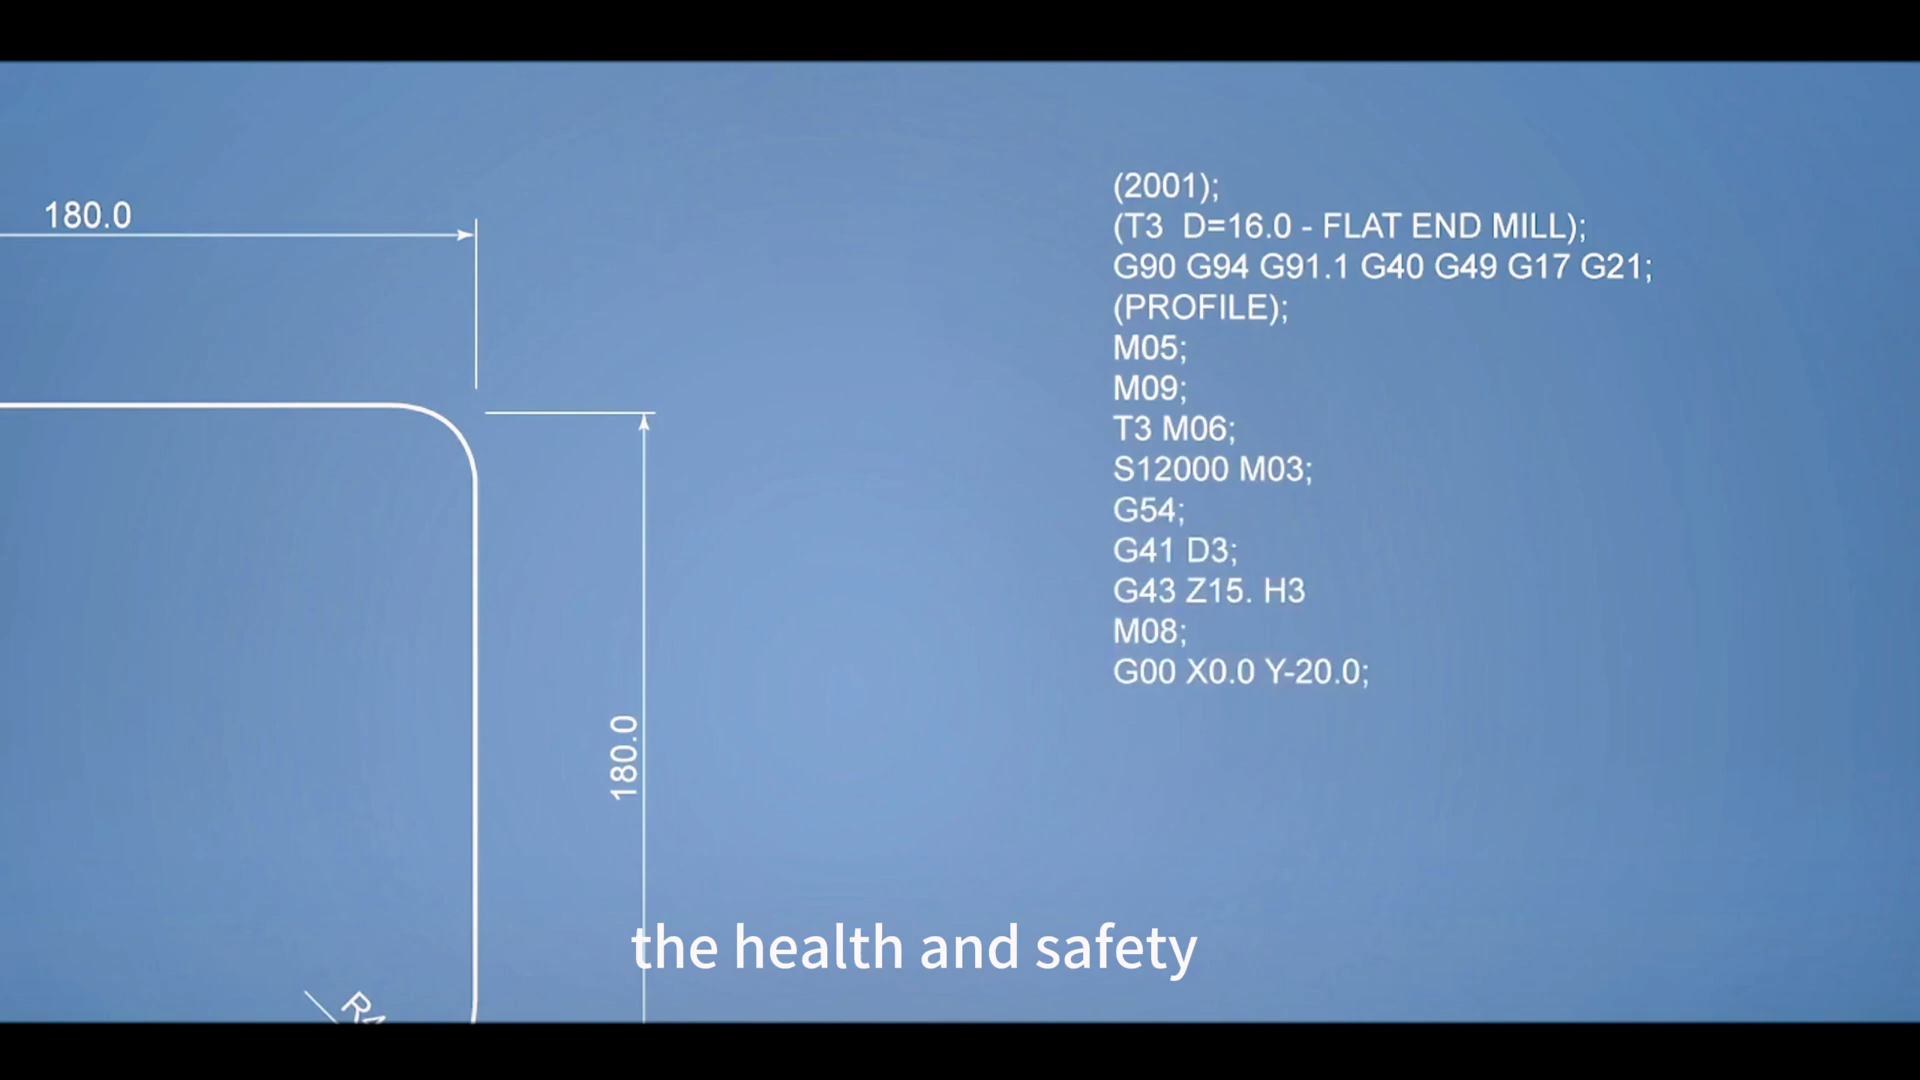 180.0
(2001);
(T3 D=16.0 - FLAT END MILL);
G90 G94 G91.1 G40 G49 G17 G21;
(PROFILE);
M05;
M09;
T3 M06;
S12000 M03;
G54;
G41 D3;
G43 Z15. H3
M08;
G00 X0.0 Y-20.0;
180.0
the health and safety